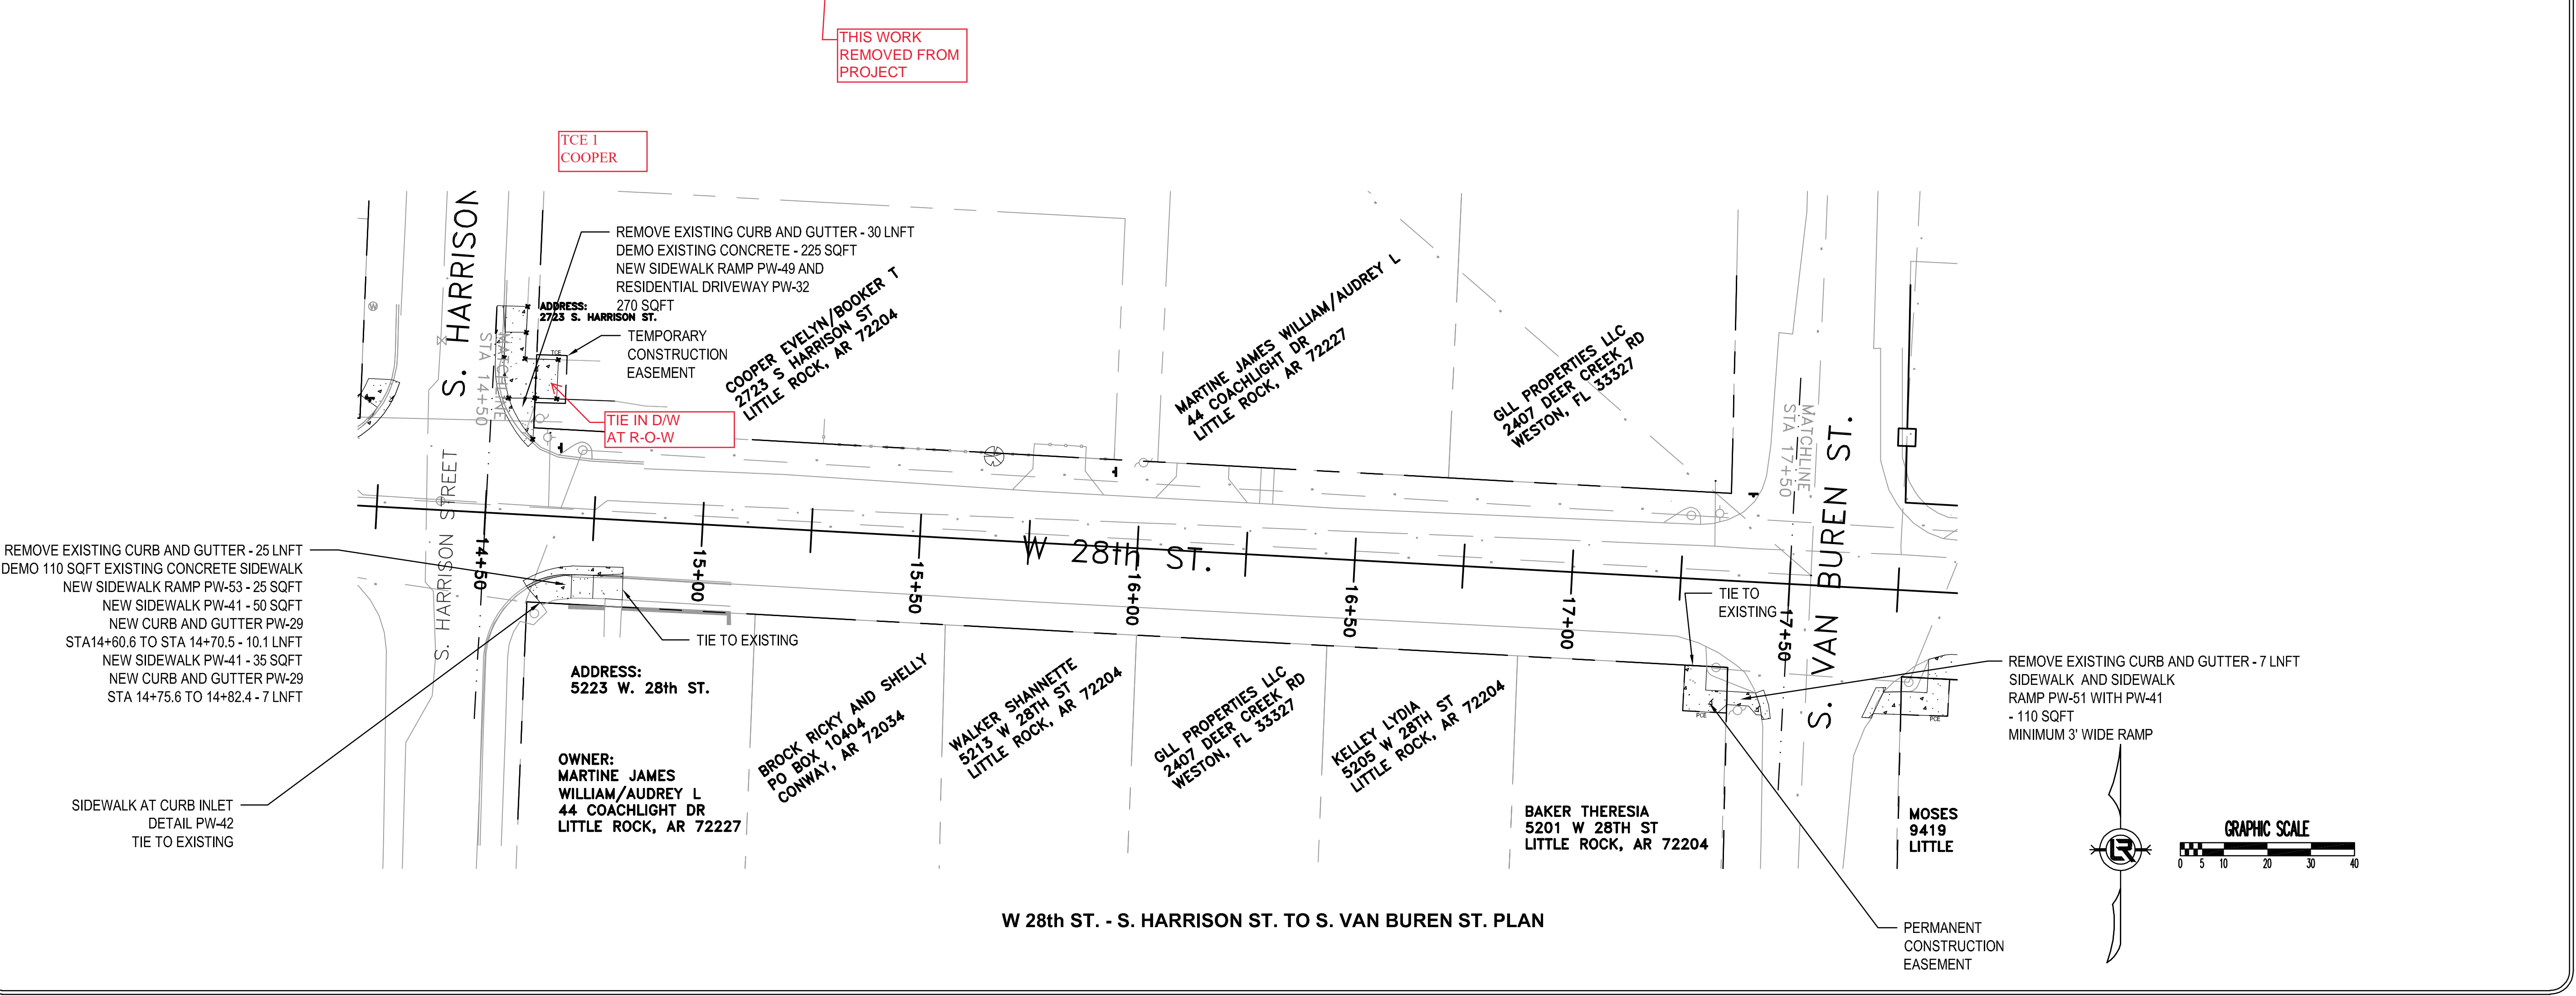 THIS WORK
REMOVED FROM
PROJECT
TCE 1
COOPER
S. HARRISON
REMOVE EXISTING CURB AND GUTTER - 30 LNFT
DEMO EXISTING CONCRETE - 225 SQFT
NEW SIDEWALK RAMP PW-49 AND
RESIDENTIAL DRIVEWAY PW-32
270 SQFT
ADDRESS:
2723 S. HARRISON ST.
TEMPORARY
CONSTRUCTION
EASEMENT
TCE
MATCHLINE
STA 14+50
TIE IN D/W
AT R-O-W
COOPER EVELYN/BOOKER T
2723 S HARRISON ST
LITTLE ROCK, AR 72204
MARTINE JAMES WILLIAM/AUDREY L
44 COACHLIGHT DR
LITTLE ROCK, AR 72227
GLL PROPERTIES LLC
2407 DEER CREEK RD
WESTON, FL 33327
MATCHLINE
STA 17+50
S. VAN BUREN ST.
S. HARRISON STREET
W 28th ST.
14+50
15+00
15+50
16+00
16+50
17+00
17+50
REMOVE EXISTING CURB AND GUTTER - 25 LNFT
DEMO 110 SQFT EXISTING CONCRETE SIDEWALK
NEW SIDEWALK RAMP PW-53 - 25 SQFT
NEW SIDEWALK PW-41 - 50 SQFT
NEW CURB AND GUTTER PW-29
STA14+60.6 TO STA 14+70.5 - 10.1 LNFT
NEW SIDEWALK PW-41 - 35 SQFT
NEW CURB AND GUTTER PW-29
STA 14+75.6 TO 14+82.4 - 7 LNFT
TIE TO EXISTING
TIE TO
EXISTING
ADDRESS:
5223 W. 28th ST.
OWNER:
MARTINE JAMES
WILLIAM/AUDREY L
44 COACHLIGHT DR
LITTLE ROCK, AR 72227
BROCK RICKY AND SHELLY
PO BOX 10404
CONWAY, AR 72034
WALKER SHANNETTE
5213 W 28TH ST
LITTLE ROCK, AR 72204
GLL PROPERTIES LLC
2407 DEER CREEK RD
WESTON, FL 33327
KELLEY LYDIA
5205 W 28TH ST
LITTLE ROCK, AR 72204
PCE
TCE
REMOVE EXISTING CURB AND GUTTER - 7 LNFT
SIDEWALK AND SIDEWALK
RAMP PW-51 WITH PW-41
- 110 SQFT
MINIMUM 3' WIDE RAMP
SIDEWALK AT CURB INLET
DETAIL PW-42
TIE TO EXISTING
BAKER THERESIA
5201 W 28TH ST
LITTLE ROCK, AR 72204
MOSES
9419
LITTLE
LR
GRAPHIC SCALE
0 5 10 20 30 40
W 28th ST. - S. HARRISON ST. TO S. VAN BUREN ST. PLAN
PERMANENT
CONSTRUCTION
EASEMENT